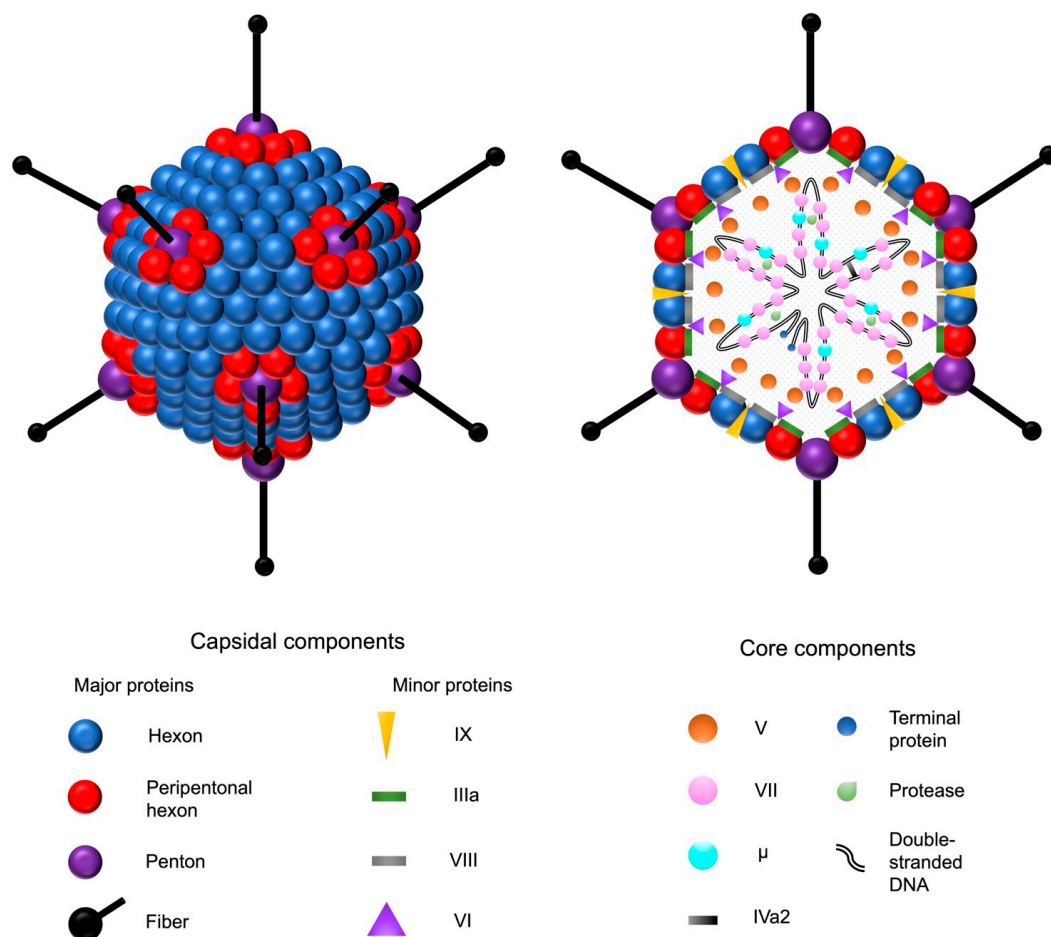 Capsidal components
Major proteins
Hexon
Peripentonal
hexon
Penton
Fiber
Minor proteins
IX
IIIa
VIII
VI
Core components
V
VII
µ
IVa2
Terminal
protein
Protease
Double-
stranded
DNA